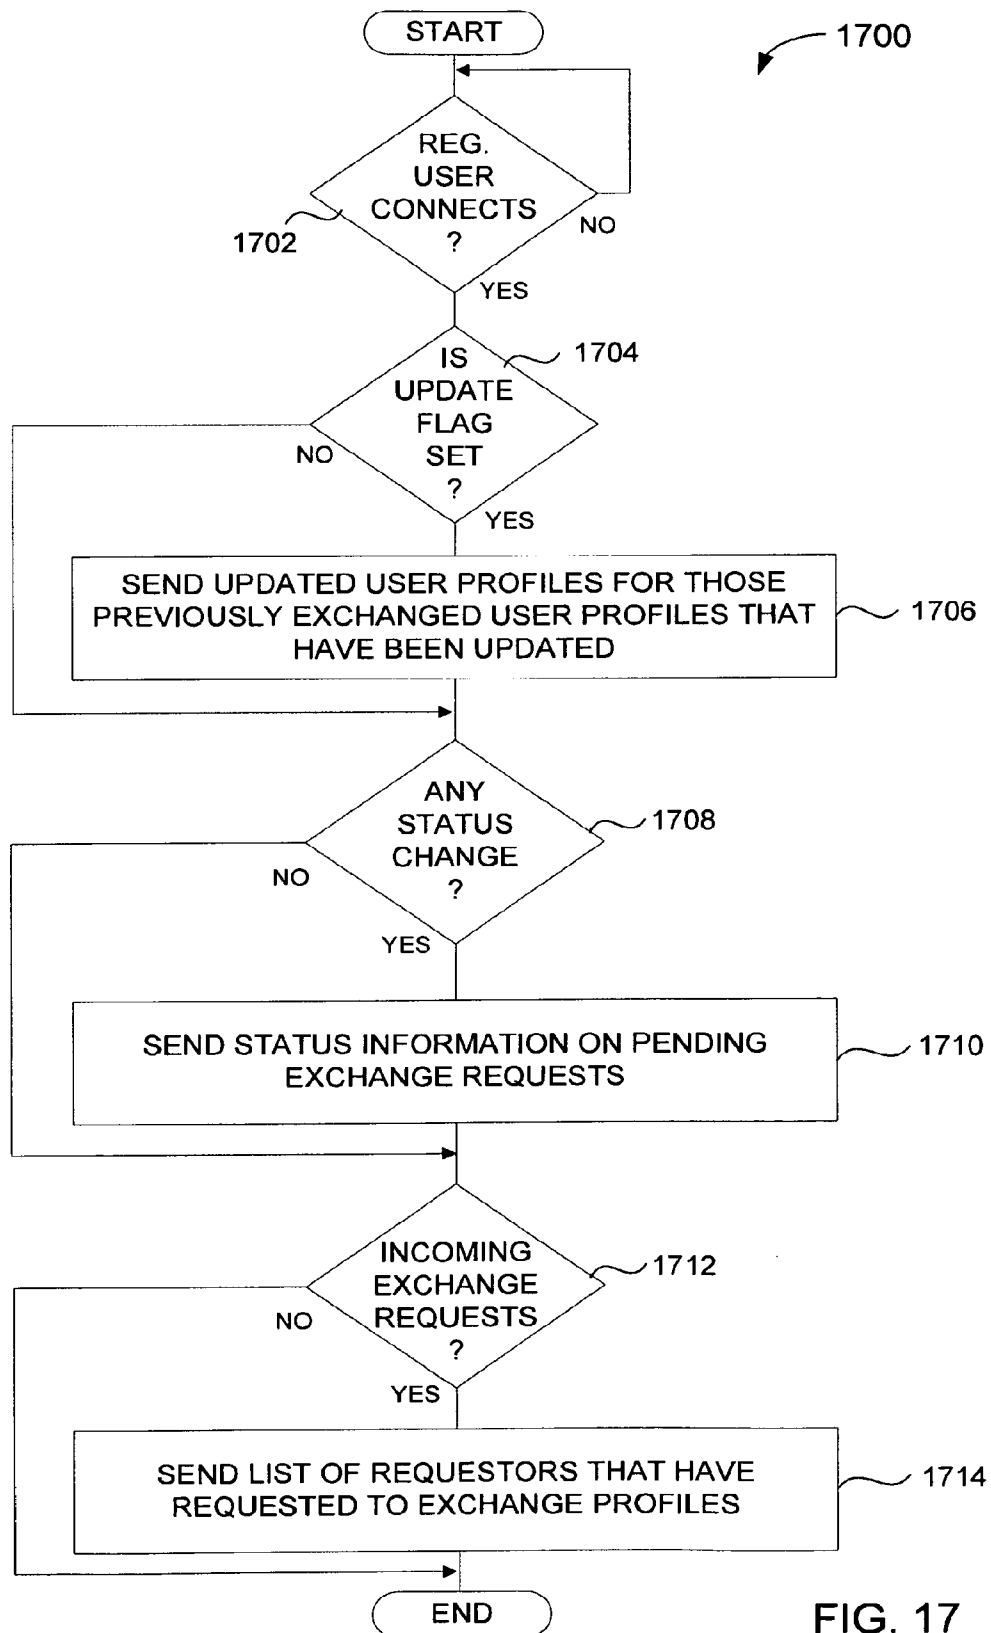 START
1700
REG.
USER
CONNECTS
?
1702
NO
YES
IS
UPDATE
FLAG
SET
?
1704
NO
YES
SEND UPDATED USER PROFILES FOR THOSE
PREVIOUSLY EXCHANGED USER PROFILES THAT
HAVE BEEN UPDATED
1706
ANY
STATUS
CHANGE
?
1708
NO
YES
SEND STATUS INFORMATION ON PENDING
EXCHANGE REQUESTS
1710
INCOMING
EXCHANGE
REQUESTS
?
1712
NO
YES
SEND LIST OF REQUESTORS THAT HAVE
REQUESTED TO EXCHANGE PROFILES
1714
END
FIG. 17